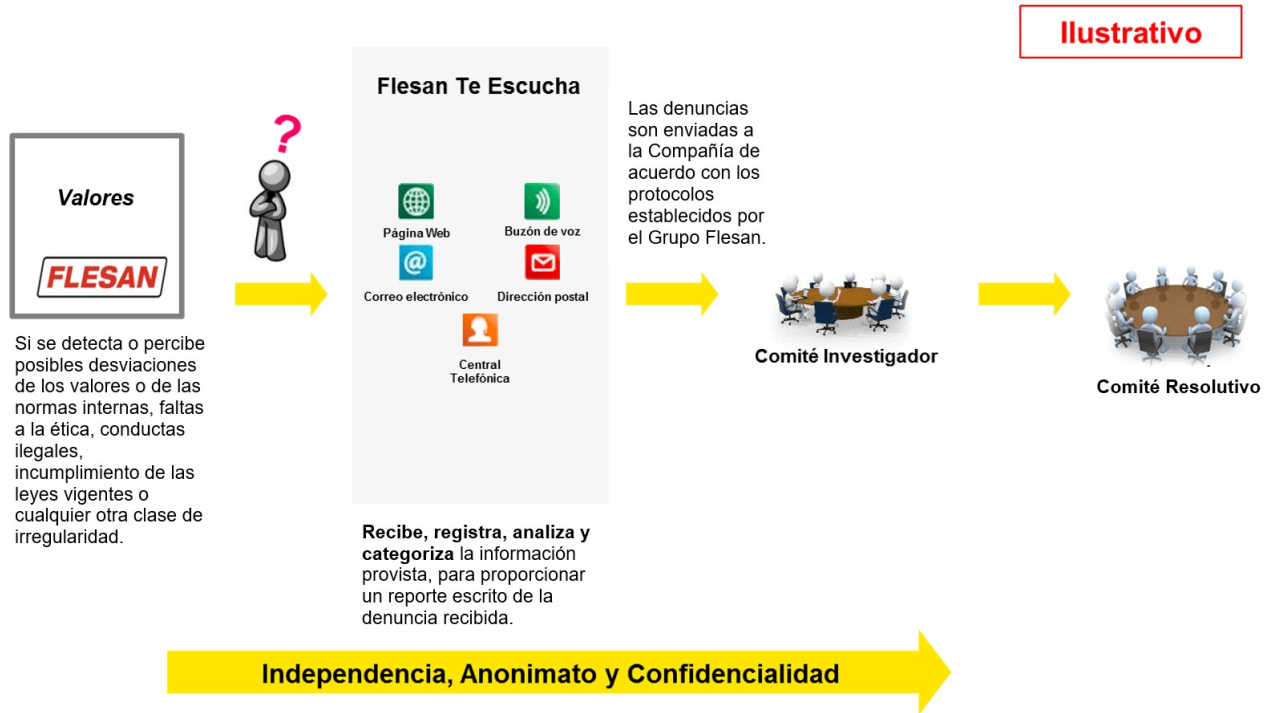 Ilustrativo
Valores
FLESAN
Si se detecta o percibe
posibles desviaciones
de los valores o de las
normas internas, faltas
a la ética, conductas
ilegales,
incumplimiento de las
leyes vigentes o
cualquier otra clase de
irregularidad.
?
Flesan Te Escucha
Página Web
Buzón de voz
@
Correo electrónico
Dirección postal
Central
Telefónica
Recibe, registra, analiza y
categoriza la información
provista, para proporcionar
un reporte escrito de la
denuncia recibida.
Las denuncias
son enviadas a
la Compañía de
acuerdo con los
protocolos
establecidos por
el Grupo Flesan.
Comité Investigador
Comité Resolutivo
Independencia, Anonimato y Confidencialidad